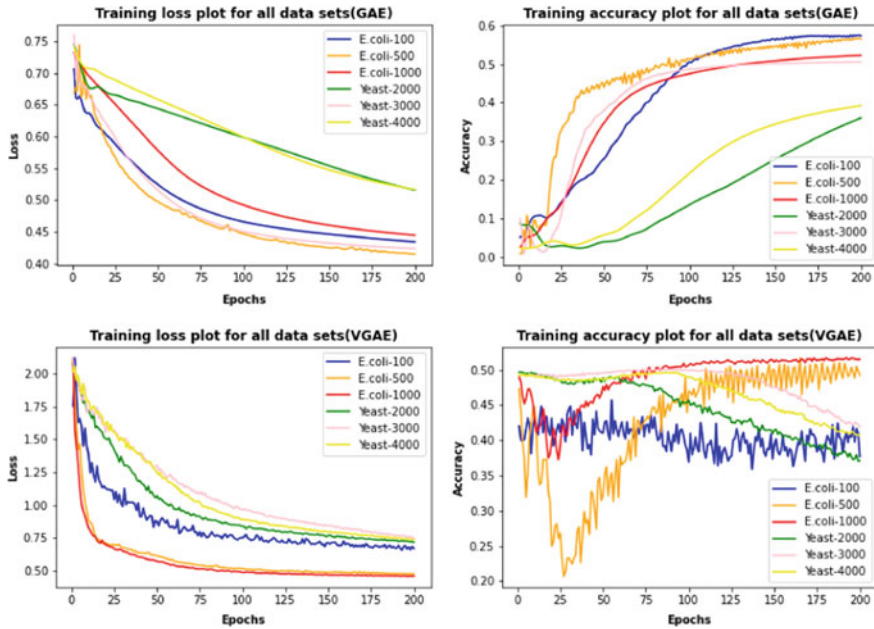 Training loss plot for all data sets(GAE)
0.75
0.70
0.65
0.60
0.55
0.50
0.45
0.40
Loss
0
25
50
75
100
125
150
175
200
Epochs
E.coli-100
E.coli-500
E.coli-1000
Yeast-2000
Yeast-3000
Yeast-4000
Training accuracy plot for all data sets(GAE)
0.6
0.5
0.4
0.3
0.2
0.1
0.0
Accuracy
0
25
50
75
100
125
150
175
200
Epochs
E.coli-100
E.coli-500
E.coli-1000
Yeast-2000
Yeast-3000
Yeast-4000
Training loss plot for all data sets(VGAE)
2.00
1.75
1.50
1.25
1.00
0.75
0.50
Loss
0
25
50
75
100
125
150
175
200
Epochs
E.coli-100
E.coli-500
E.coli-1000
Yeast-2000
Yeast-3000
Yeast-4000
Training accuracy plot for all data sets(VGAE)
0.50
0.45
0.40
0.35
0.30
0.25
0.20
Accuracy
0
25
50
75
100
125
150
175
200
Epochs
E.coli-100
E.coli-500
E.coli-1000
Yeast-2000
Yeast-3000
Yeast-4000